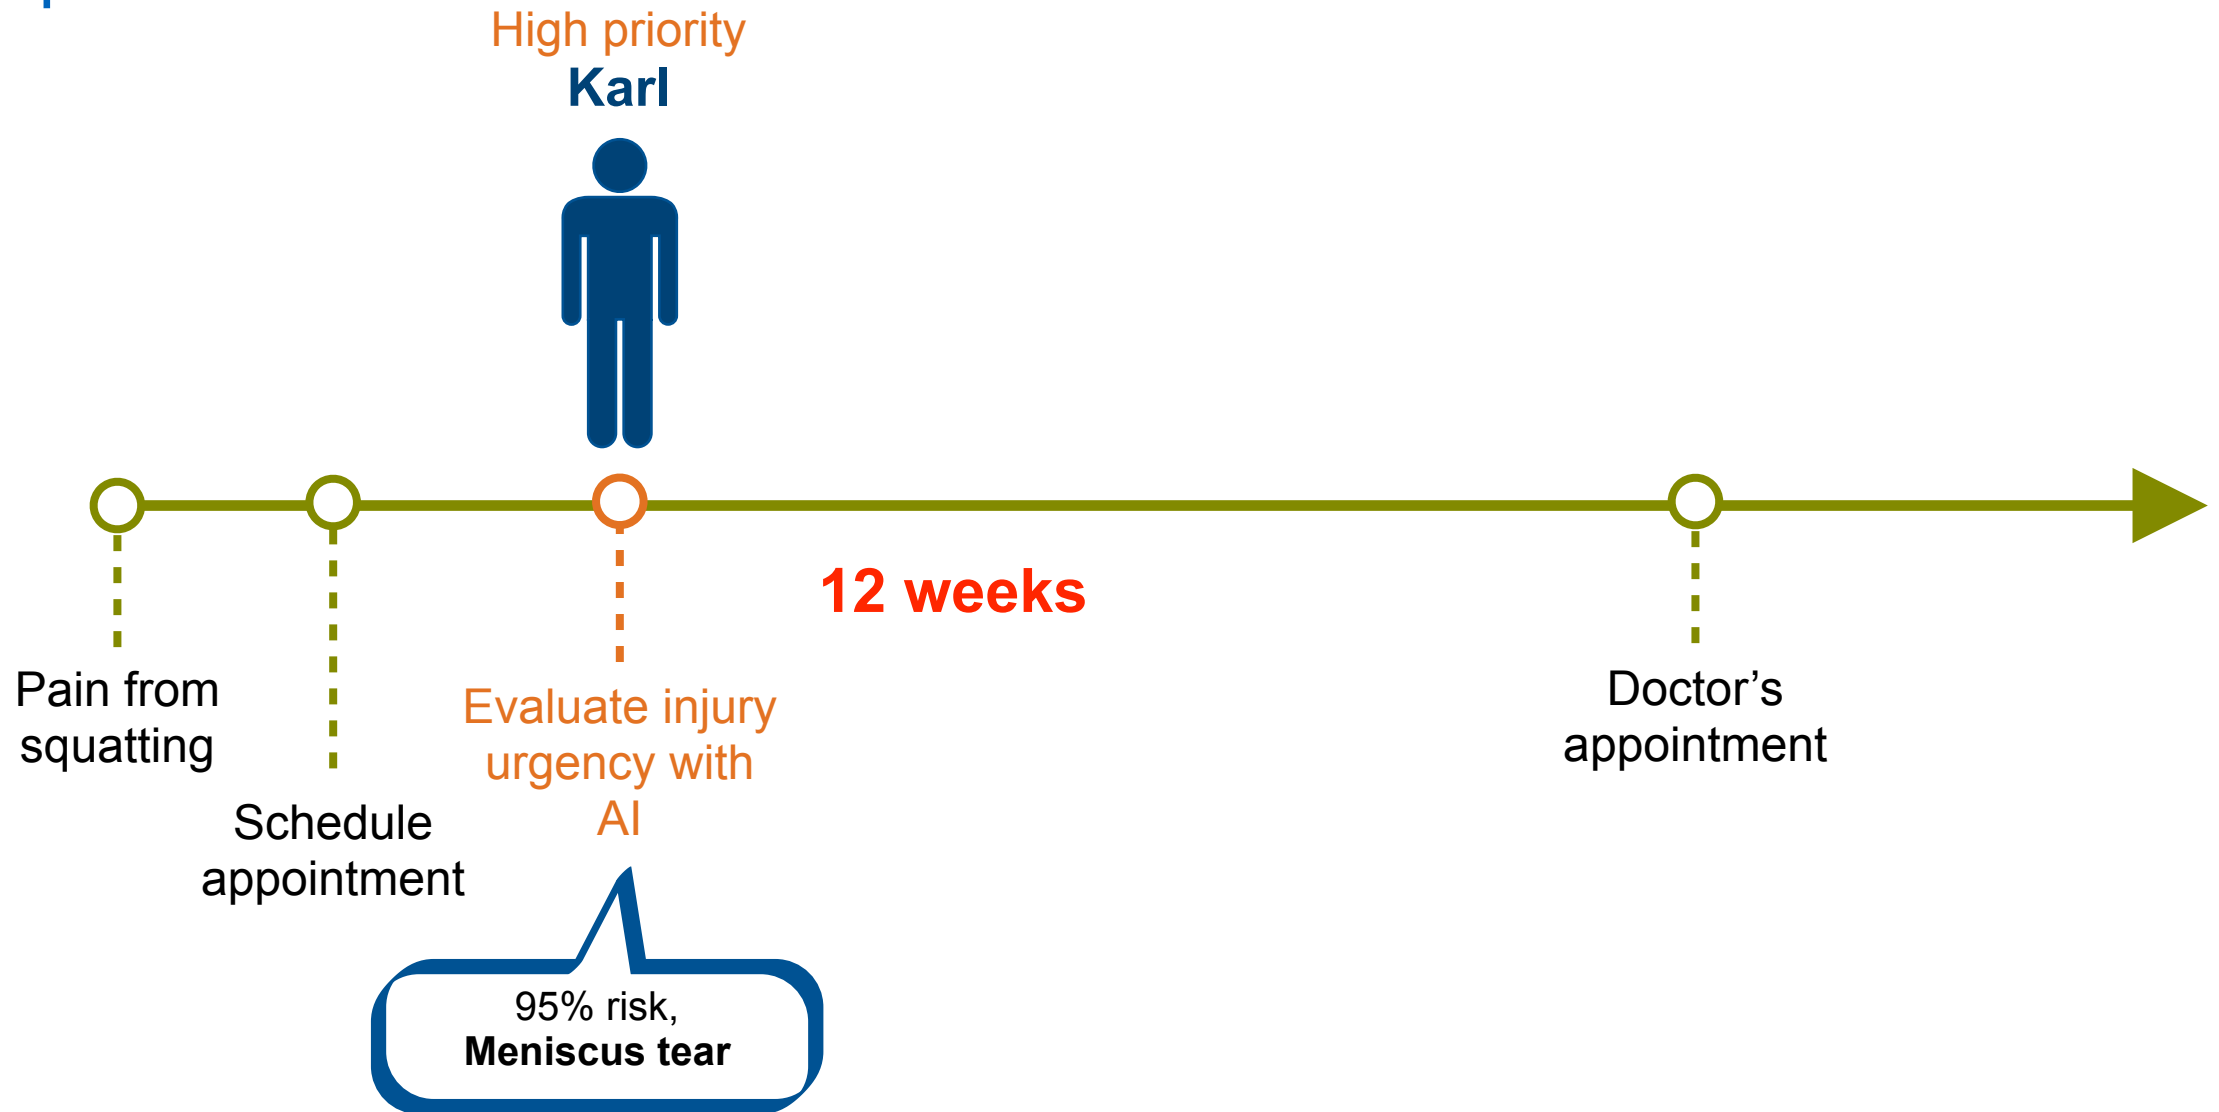 High priority
Karl
12 weeks
Pain from
squatting
Schedule
appointment
Evaluate injury
urgency with
AI
Doctor’s
appointment
95% risk,
Meniscus tear